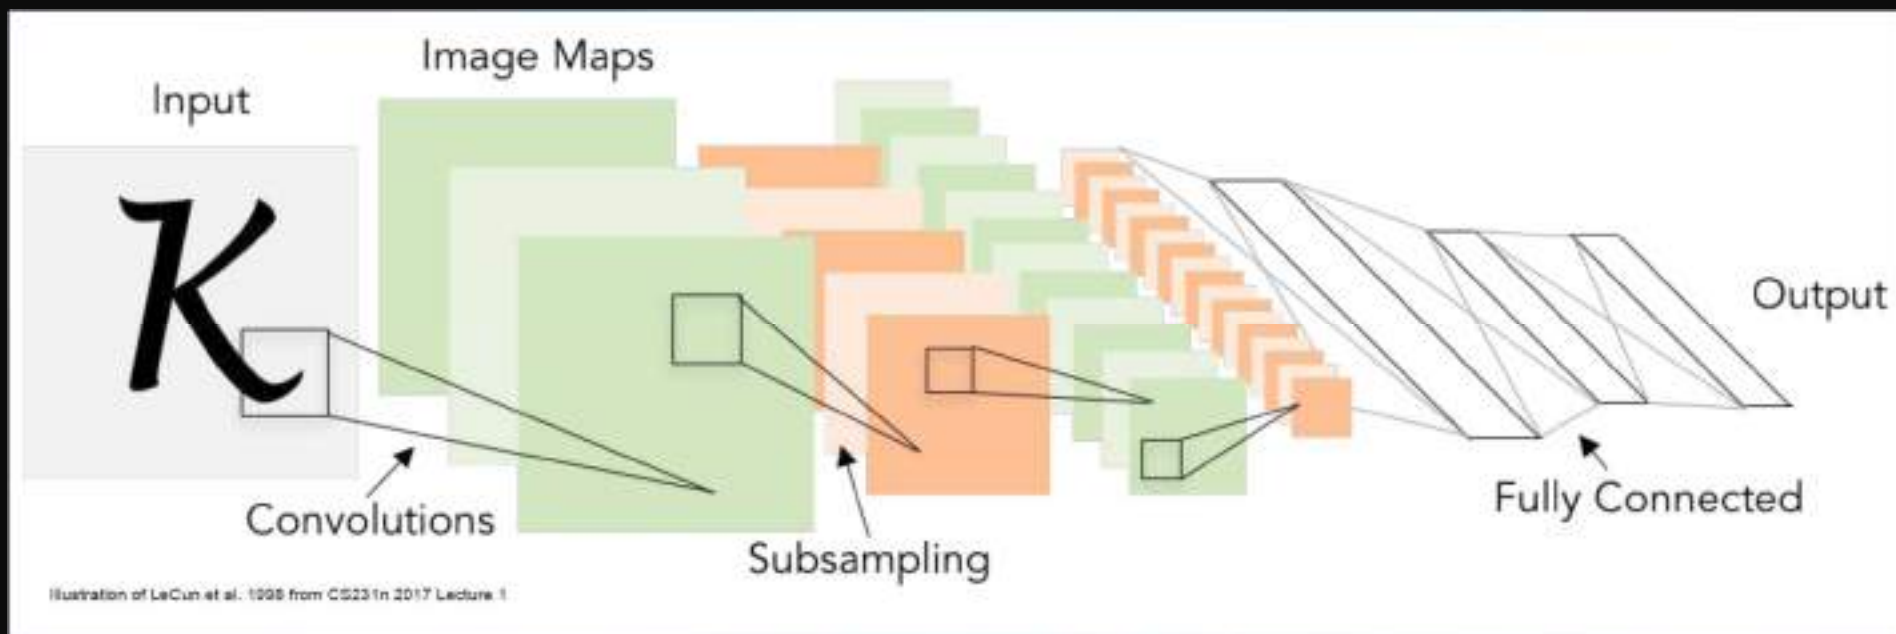 Image Maps
Input
K
Output
Fully Connected
Convolutions
Subsampling
Illustration of LeCun et al. 1998 from CS231n 2017 Lecture 1